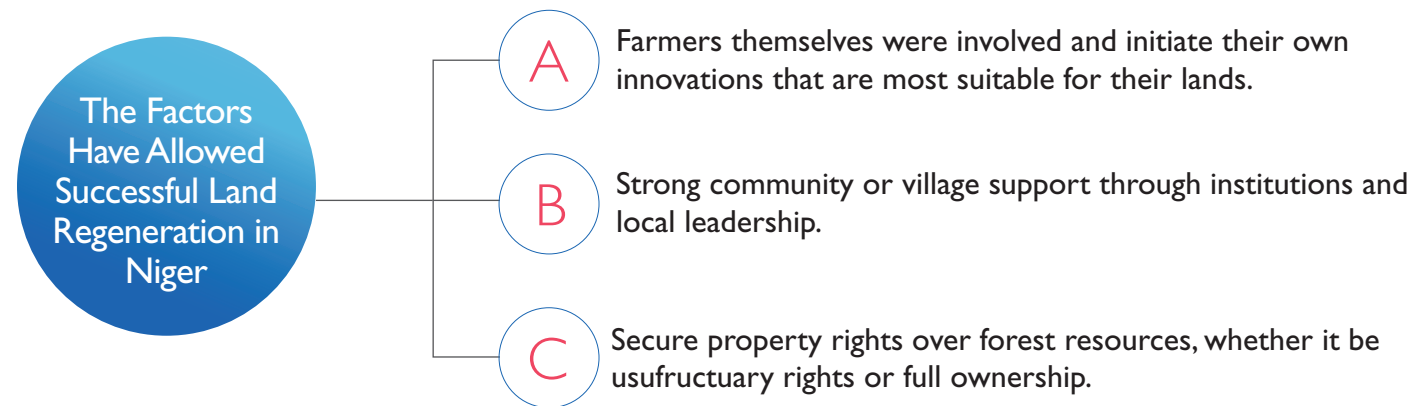 The Factors
Have Allowed
Successful Land
Regeneration in
Niger
A
Farmers themselves were involved and initiate their own
innovations that are most suitable for their lands.
B
Strong community or village support through institutions and
local leadership.
C
Secure property rights over forest resources, whether it be
usufructuary rights or full ownership.